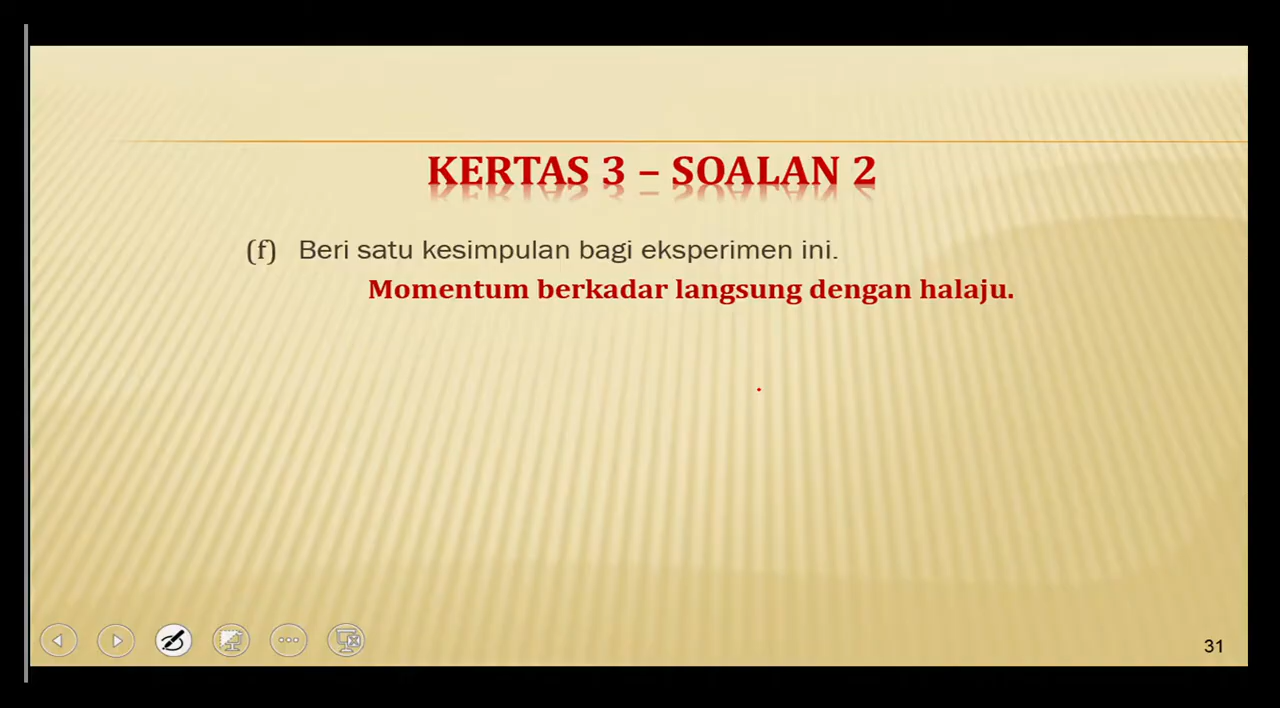 KERTAS 3 – SOALAN 2
(f) Beri satu kesimpulan bagi eksperimen ini.
Momentum berkadar langsung dengan halaju.
31